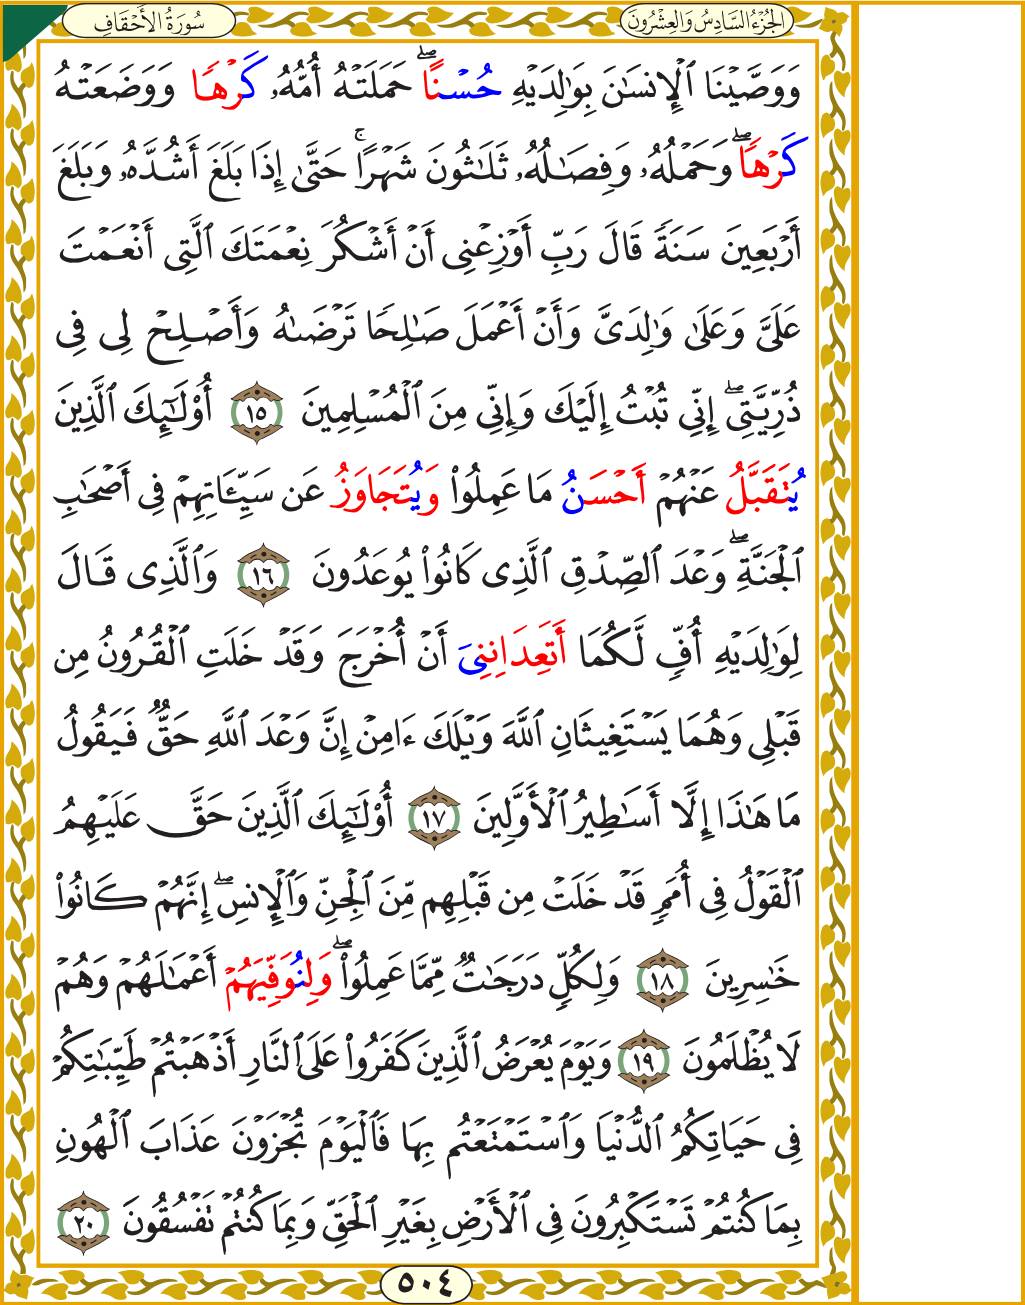 سُورَةُ الأَحْقَافِ
الجُزْءُ السَّادِسُ وَالعِشْرُونَ
وَوَصَّيْنَا ٱلْإِنسَٰنَ بِوَٰلِدَيْهِ حُسْنًاۖ حَمَلَتْهُ أُمُّهُۥ كَرْهًا وَوَضَعَتْهُ
كَرْهًاۖ وَحَمْلُهُۥ وَفِصَٰلُهُۥ ثَلَٰثُونَ شَهْرًاۚ حَتَّىٰ إِذَا بَلَغَ أَشُدَّهُۥ وَبَلَغَ
أَرْبَعِينَ سَنَةً قَالَ رَبِّ أَوْزِعْنِى أَنْ أَشْكُرَ نِعْمَتَكَ ٱلَّتِى أَنْعَمْتَ
عَلَىَّ وَعَلَىٰ وَٰلِدَىَّ وَأَنْ أَعْمَلَ صَٰلِحًا تَرْضَىٰهُ وَأَصْلِحْ لِى فِى
ذُرِّيَّتِىٓۖ إِنِّى تُبْتُ إِلَيْكَ وَإِنِّى مِنَ ٱلْمُسْلِمِينَ ١٥ أُوْلَٰٓئِكَ ٱلَّذِينَ
يُتَقَبَّلُ عَنْهُمْ أَحْسَنُ مَا عَمِلُوا۟ وَيُتَجَاوَزُ عَن سَيِّـَٔاتِهِمْ فِىٓ أَصْحَٰبِ
ٱلْجَنَّةِۖ وَعْدَ ٱلصِّدْقِ ٱلَّذِى كَانُوا۟ يُوعَدُونَ ١٦ وَٱلَّذِى قَالَ
لِوَٰلِدَيْهِ أُفٍّ لَّكُمَا أَتَعِدَانِنِىَ أَنْ أُخْرَجَ وَقَدْ خَلَتِ ٱلْقُرُونُ مِن
قَبْلِى وَهُمَا يَسْتَغِيثَانِ ٱللَّهَ وَيْلَكَ ءَامِنْ إِنَّ وَعْدَ ٱللَّهِ حَقٌّ فَيَقُولُ
مَا هَٰذَا إِلَّا أَسَٰطِيرُ ٱلْأَوَّلِينَ ١٧ أُوْلَٰٓئِكَ ٱلَّذِينَ حَقَّ عَلَيْهِمُ
ٱلْقَوْلُ فِى أُمَمٍ قَدْ خَلَتْ مِن قَبْلِهِم مِّنَ ٱلْجِنِّ وَٱلْإِنسِۖ إِنَّهُمْ كَانُوا۟
خَٰسِرِينَ ١٨ وَلِكُلٍّ دَرَجَٰتٌ مِّمَّا عَمِلُوا۟ۖ وَلِنُوَفِّيَهُمْ أَعْمَٰلَهُمْ وَهُمْ
لَا يُظْلَمُونَ ١٩ وَيَوْمَ يُعْرَضُ ٱلَّذِينَ كَفَرُوا۟ عَلَى ٱلنَّارِ أَذْهَبْتُمْ طَيِّبَٰتِكُمْ
فِى حَيَاتِكُمُ ٱلدُّنْيَا وَٱسْتَمْتَعْتُم بِهَا فَٱلْيَوْمَ تُجْزَوْنَ عَذَابَ ٱلْهُونِ
بِمَا كُنتُمْ تَسْتَكْبِرُونَ فِى ٱلْأَرْضِ بِغَيْرِ ٱلْحَقِّ وَبِمَا كُنتُمْ تَفْسُقُونَ ٢٠
٥٠٤